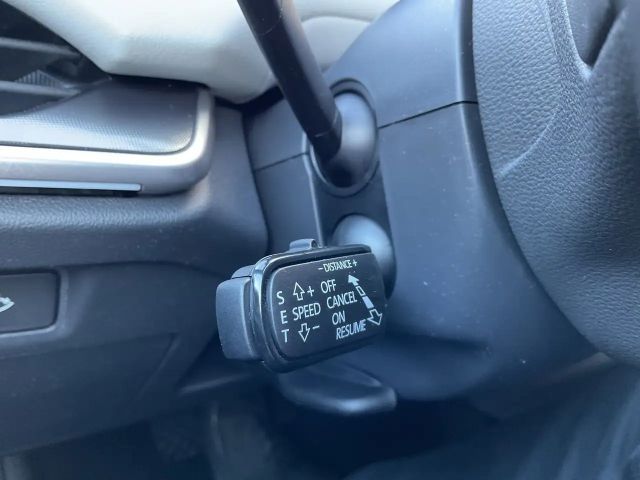 − DISTANCE +
S + OFF
E SPEED CANCEL
ON
T − RESUME